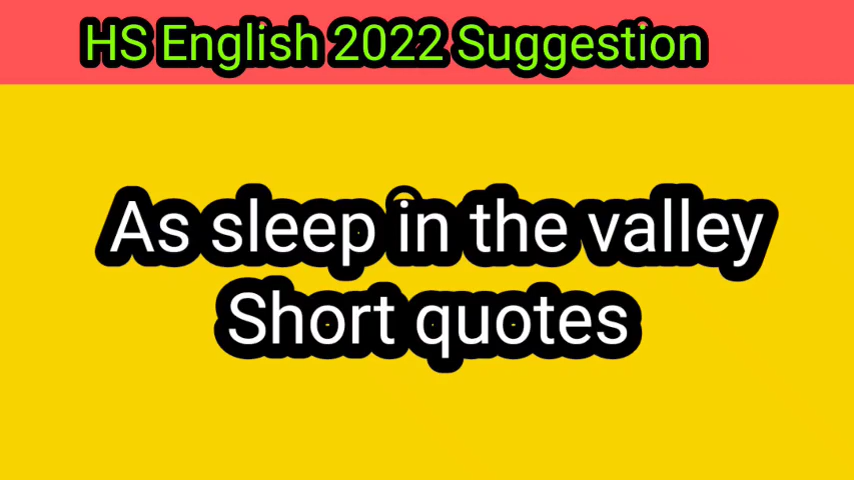 HS English 2022 Suggestion
As sleep in the valley
Short quotes